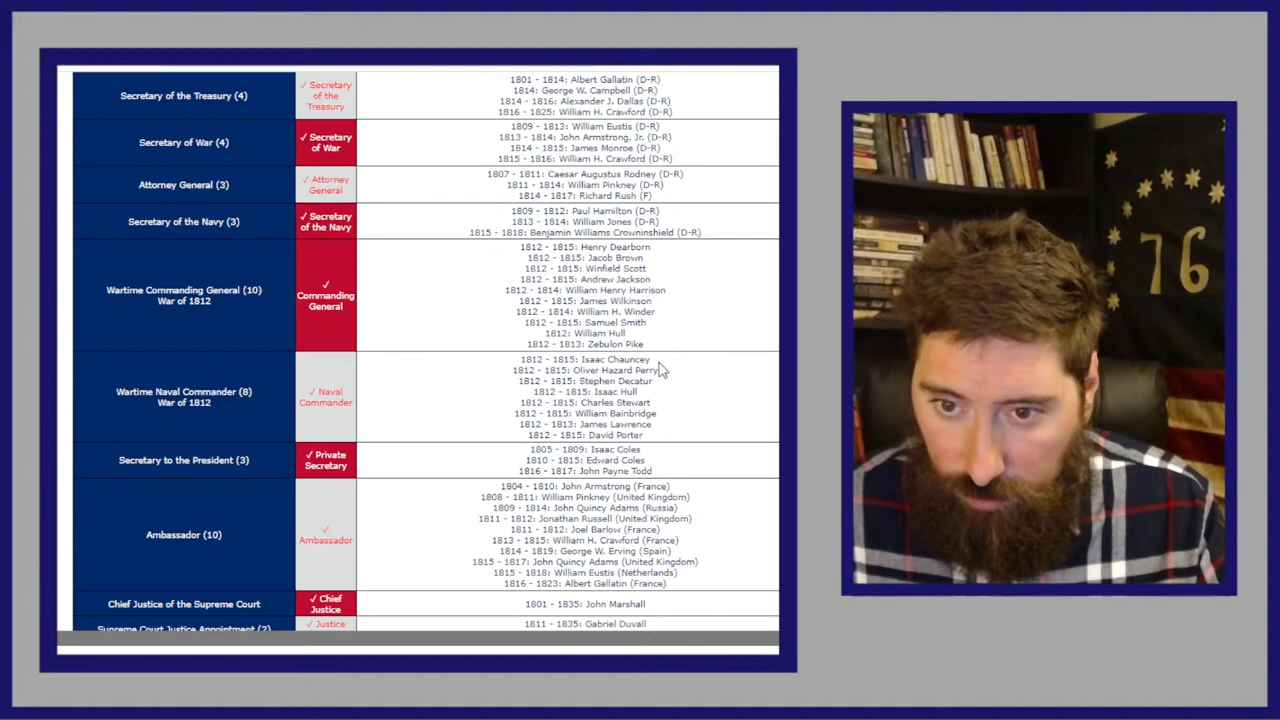 Secretary of the Treasury (4)
✓ Secretary
of the
Treasury
1801 - 1814: Albert Gallatin (D-R)
1814: George W. Campbell (D-R)
1814 - 1816: Alexander J. Dallas (D-R)
1816 - 1825: William H. Crawford (D-R)
Secretary of War (4)
✓ Secretary
of War
1809 - 1813: William Eustis (D-R)
1813 - 1814: John Armstrong, Jr. (D-R)
1814 - 1815: James Monroe (D-R)
1815 - 1816: William H. Crawford (D-R)
Attorney General (3)
✓ Attorney
General
1807 - 1811: Caesar Augustus Rodney (D-R)
1811 - 1814: William Pinkney (D-R)
1814 - 1817: Richard Rush (F)
Secretary of the Navy (3)
✓ Secretary
of the Navy
1809 - 1812: Paul Hamilton (D-R)
1813 - 1814: William Jones (D-R)
1815 - 1818: Benjamin Williams Crowninshield (D-R)
Wartime Commanding General (10)
War of 1812
✓
Commanding
General
1812 - 1815: Henry Dearborn
1812 - 1815: Jacob Brown
1812 - 1815: Winfield Scott
1812 - 1815: Andrew Jackson
1812 - 1814: William Henry Harrison
1812 - 1815: James Wilkinson
1812 - 1814: William H. Winder
1812 - 1815: Samuel Smith
1812: William Hull
1812 - 1813: Zebulon Pike
Wartime Naval Commander (8)
War of 1812
✓ Naval
Commander
1812 - 1815: Isaac Chauncey
1812 - 1815: Oliver Hazard Perry
1812 - 1815: Stephen Decatur
1812 - 1815: Isaac Hull
1812 - 1815: Charles Stewart
1812 - 1815: William Bainbridge
1812 - 1813: James Lawrence
1812 - 1815: David Porter
Secretary to the President (3)
✓ Private
Secretary
1805 - 1809: Isaac Coles
1810 - 1815: Edward Coles
1816 - 1817: John Payne Todd
Ambassador (10)
✓
Ambassador
1804 - 1810: John Armstrong (France)
1808 - 1811: William Pinkney (United Kingdom)
1809 - 1814: John Quincy Adams (Russia)
1811 - 1812: Jonathan Russell (United Kingdom)
1811 - 1812: Joel Barlow (France)
1813 - 1815: William H. Crawford (France)
1814 - 1819: George W. Erving (Spain)
1815 - 1817: John Quincy Adams (United Kingdom)
1815 - 1818: William Eustis (Netherlands)
1816 - 1823: Albert Gallatin (France)
Chief Justice of the Supreme Court
✓ Chief
Justice
1801 - 1835: John Marshall
Supreme Court Justice Appointment (2)
✓ Justice
1811 - 1835: Gabriel Duvall
76